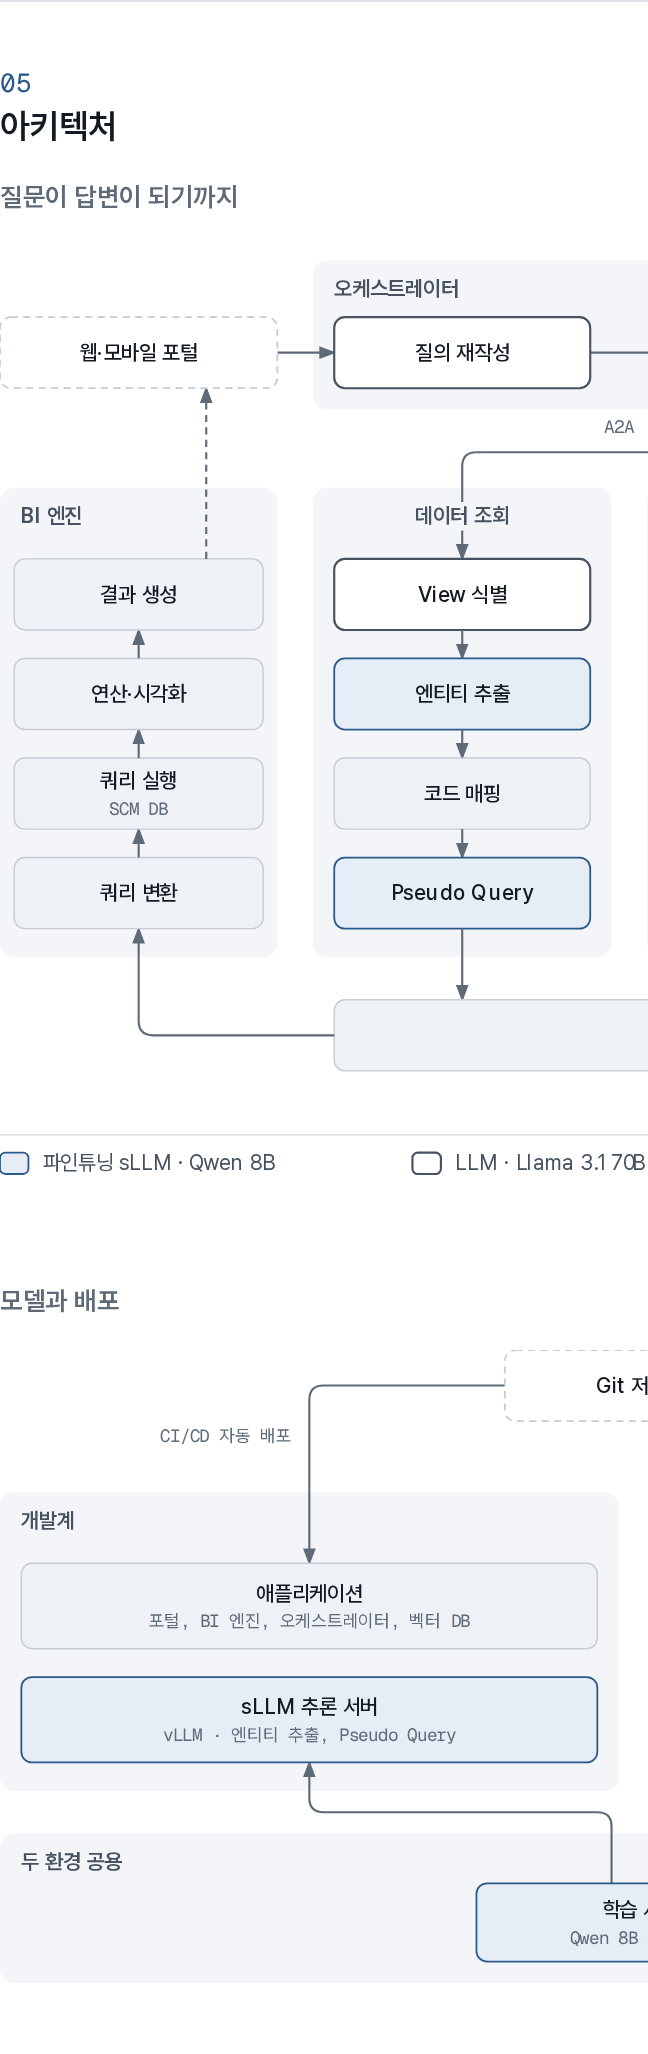 05
아키텍처
질문이 답변이 되기까지
오케스트레이터
웹·모바일 포털
질의 재작성
A2A
BI 엔진
데이터 조회
결과 생성
View 식별
연산·시각화
엔티티 추출
쿼리 실행
SCM DB
코드 매핑
쿼리 변환
Pseudo Query
파인튜닝 sLLM · Qwen 8B
LLM · Llama 3.1 70B
모델과 배포
Git
CI/CD 자동 배포
개발계
애플리케이션
포털, BI 엔진, 오케스트레이터, 벡터 DB
sLLM 추론 서버
vLLM · 엔티티 추출, Pseudo Query
두 환경 공용
학습
Qwen 8B